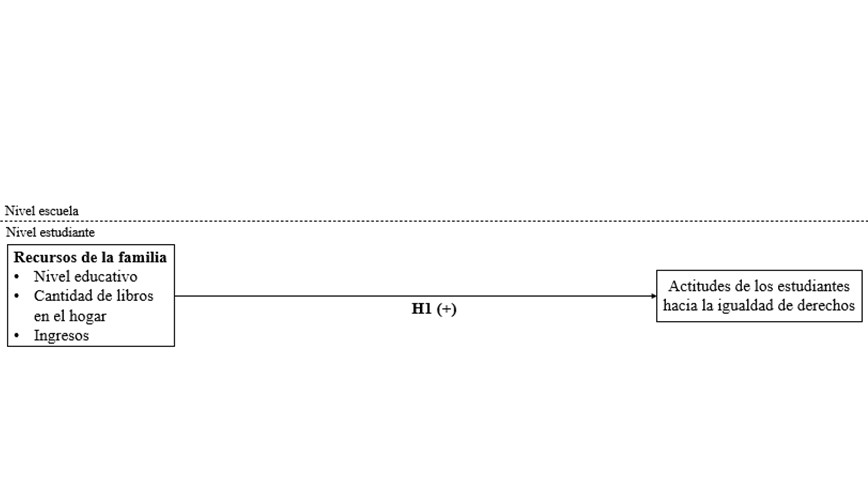 Nivel escuela
Nivel estudiante
Recursos de la familia
• Nivel educativo
• Cantidad de libros
en el hogar
• Ingresos
H1 (+)
Actitudes de los estudiantes
hacia la igualdad de derechos